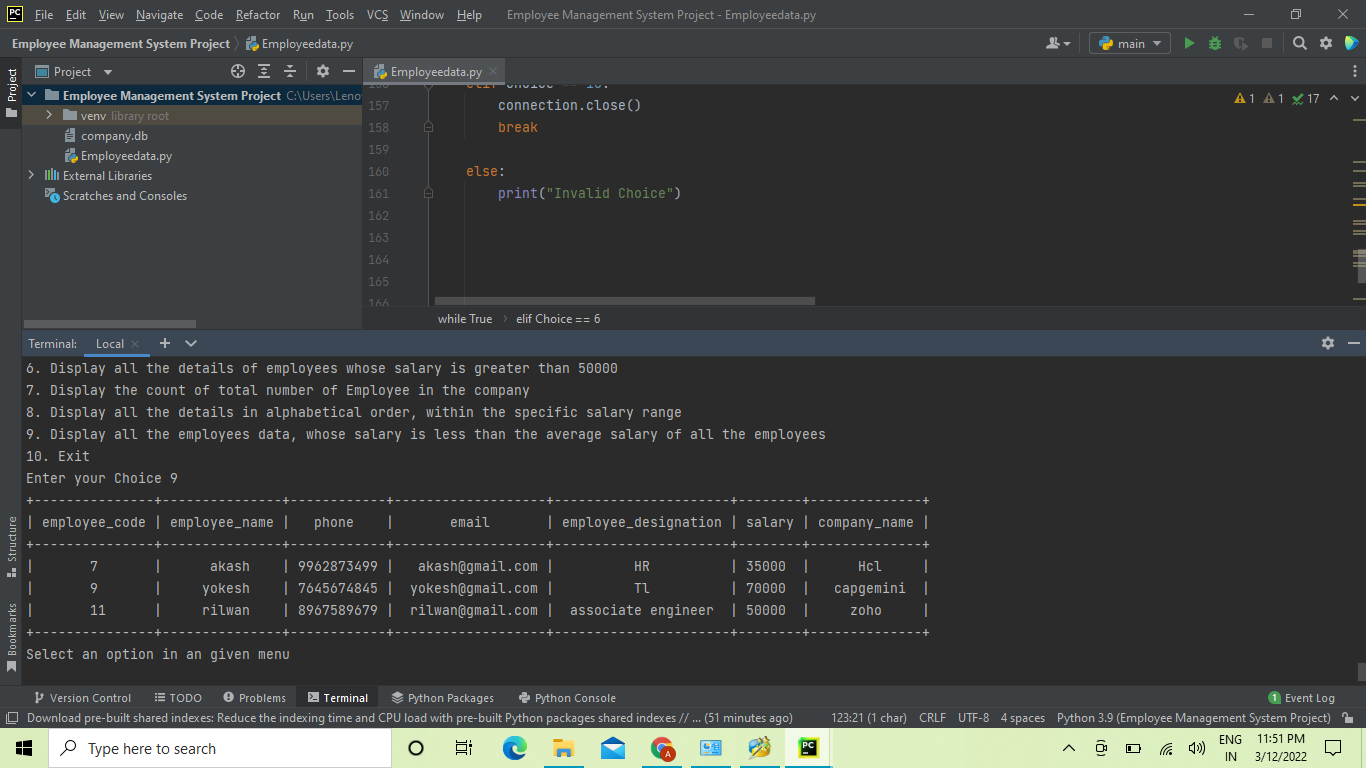 PC File Edit View Navigate Code Refactor Run Tools VCS Window Help Employee Management System Project - Employeedata.py
Employee Management System Project Employeedata.py main
Project Project Employeedata.py
Employee Management System Project C:\Users\Leno
venv library root
company.db
Employeedata.py
External Libraries
Scratches and Consoles
1 1 17
157 connection.close()
158 break
159
160 else:
161 print("Invalid Choice")
162
163
164
165
166
while True elif Choice == 6
Terminal: Local
6. Display all the details of employees whose salary is greater than 50000
7. Display the count of total number of Employee in the company
8. Display all the details in alphabetical order, within the specific salary range
9. Display all the employees data, whose salary is less than the average salary of all the employees
10. Exit
Enter your Choice 9
+---------------+---------------+------------+-------------------+----------------------+--------+--------------+
| employee_code | employee_name | phone | email | employee_designation | salary | company_name |
+---------------+---------------+------------+-------------------+----------------------+--------+--------------+
| 7 | akash | 9962873499 | akash@gmail.com | HR | 35000 | Hcl |
| 9 | yokesh | 7645674845 | yokesh@gmail.com | Tl | 70000 | capgemini |
| 11 | rilwan | 8967589679 | rilwan@gmail.com | associate engineer | 50000 | zoho |
+---------------+---------------+------------+-------------------+----------------------+--------+--------------+
Select an option in an given menu
Structure
Bookmarks
Version Control TODO Problems Terminal Python Packages Python Console 1 Event Log
Download pre-built shared indexes: Reduce the indexing time and CPU load with pre-built Python packages shared indexes // ... (51 minutes ago) 123:21 (1 char) CRLF UTF-8 4 spaces Python 3.9 (Employee Management System Project)
Type here to search A PC ENG 11:51 PM
IN 3/12/2022